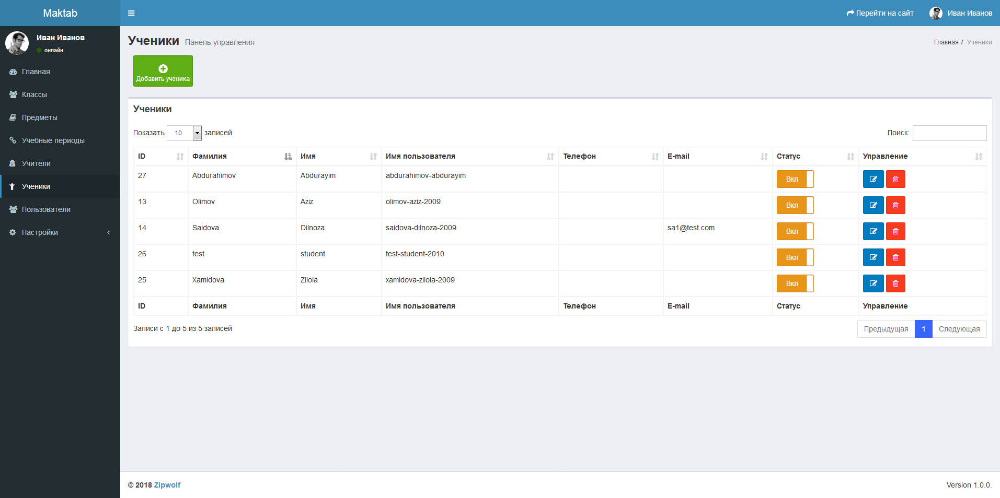 Maktab
Перейти на сайт
Иван Иванов
Иван Иванов
онлайн
Главная
Классы
Предметы
Учебные периоды
Учители
Ученики
Пользователи
Настройки
Ученики Панель управления
Главная / Ученики
Добавить ученика
Ученики
Показать 10 записей
Поиск:
ID Фамилия Имя Имя пользователя Телефон E-mail Статус Управление
27 Abdurahimov Abdurayim abdurahimov-abdurayim Вкл
13 Olimov Aziz olimov-aziz-2009 Вкл
14 Saidova Dilnoza saidova-dilnoza-2009 sa1@test.com Вкл
26 test student test-student-2010 Вкл
25 Xamidova Zilola xamidova-zilola-2009 Вкл
ID Фамилия Имя Имя пользователя Телефон E-mail Статус Управление
Записи с 1 до 5 из 5 записей
Предыдущая 1 Следующая
© 2018 Zipwolf
Version 1.0.0.